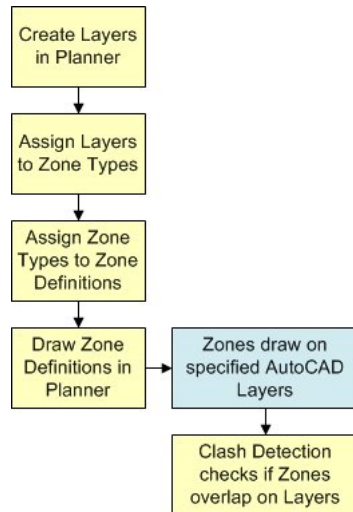 Create Layers
in Planner
Assign Layers
to Zone Types
Assign Zone
Types to Zone
Definitions
Draw Zone
Definitions in
Planner
Zones draw on
specified AutoCAD
Layers
Clash Detection
checks if Zones
overlap on Layers